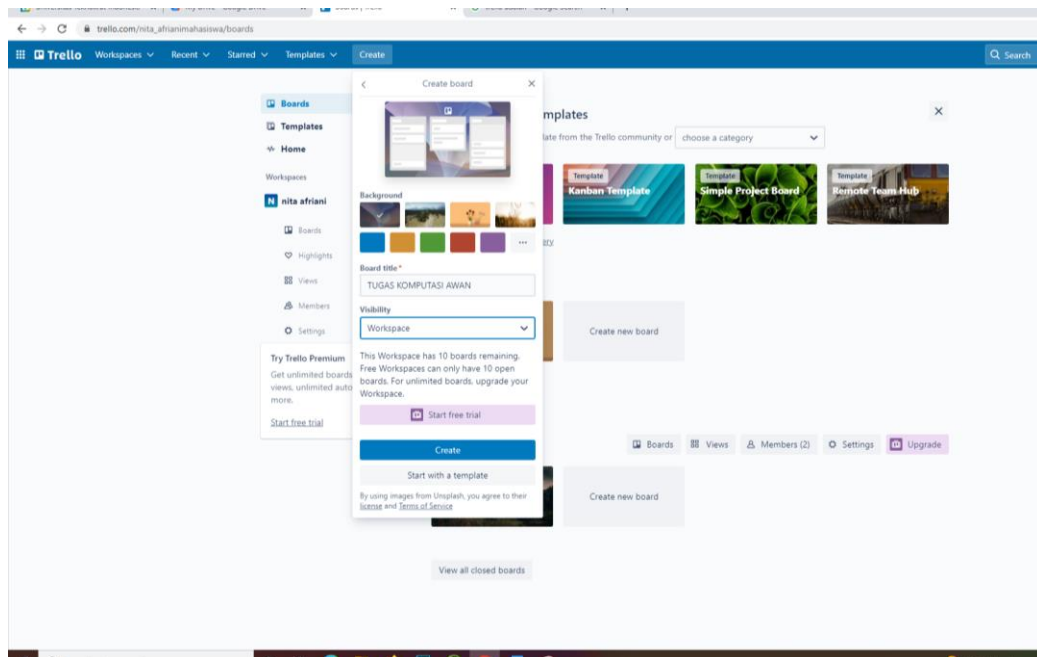 trello.com/nita_afrianimahasiswa/boards
Trello Workspaces Recent Starred Templates Create Search
Create board
Boards
Templates
Home
Workspaces
N nita afriani
Boards
Highlights
Views
Members
Settings
Try Trello Premium
Get unlimited boards
views, unlimited auto
more.
Start free trial
Background
Board title *
TUGAS KOMPUTASI AWAN
Visibility
Workspace
This Workspace has 10 boards remaining.
Free Workspaces can only have 10 open
boards. For unlimited boards, upgrade your
Workspace.
Start free trial
Create
Start with a template
By using images from Unsplash, you agree to their
license and Terms of Service
mplates
late from the Trello community or choose a category
Template
Kanban Template
Template
Simple Project Board
Template
Remote Team Hub
ery
Create new board
Boards Views Members (2) Settings Upgrade
Create new board
View all closed boards